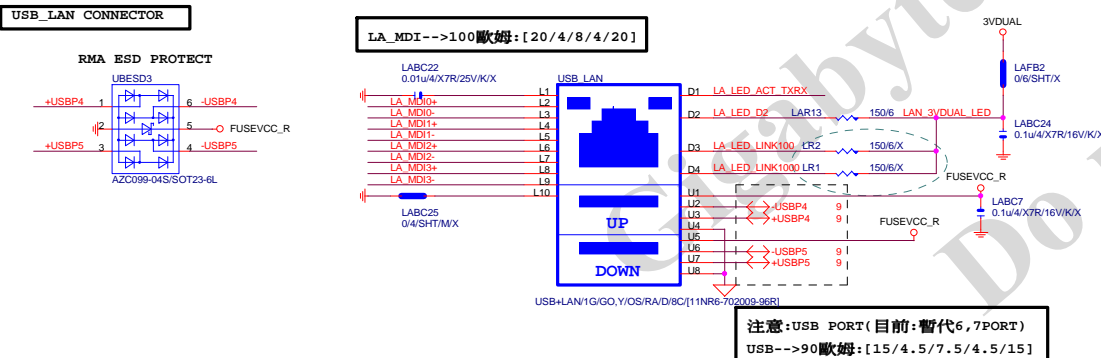 USB_LAN CONNECTOR
LA_MDI-->100歐姆:[20/4/8/4/20]
RMA ESD PROTECT
UBESD3
+USBP4 1 6 -USBP4
2 5 FUSEVCC_R
+USBP5 3 4 -USBP5
AZC099-04S/SOT23-6L
LABC22
0.01u/4/X7R/25V/K/X
USB_LAN
L1
LA_MDI0+ L2
LA_MDI0- L3
LA_MDI1+ L4
LA_MDI1- L5
LA_MDI2+ L6
LA_MDI2- L7
LA_MDI3+ L8
LA_MDI3- L9
L10
LABC25
0/4/SHT/M/X
UP
DOWN
USB+LAN/1G/GO,Y/OS/RA/D/8C/[11NR6-702009-96R]
D1 LA_LED_ACT_TXRX
D2 LA_LED_D2 LAR13 150/6 LAN_3VDUAL_LED
D3 LA_LED_LINK100 LR2 150/6/X
D4 LA_LED_LINK1000 LR1 150/6/X
3VDUAL
LAFB2
0/6/SHT/X
LABC24
0.1u/4/X7R/16V/K/X
FUSEVCC_R
LABC7
0.1u/4/X7R/16V/K/X
U1
U2 -USBP4 9
U3 +USBP4 9
U4
U5 FUSEVCC_R
U6 -USBP5 9
U7 +USBP5 9
U8
注意:USB PORT(目前:暫代6,7PORT)
USB-->90歐姆:[15/4.5/7.5/4.5/15]
Gigabyte
Do